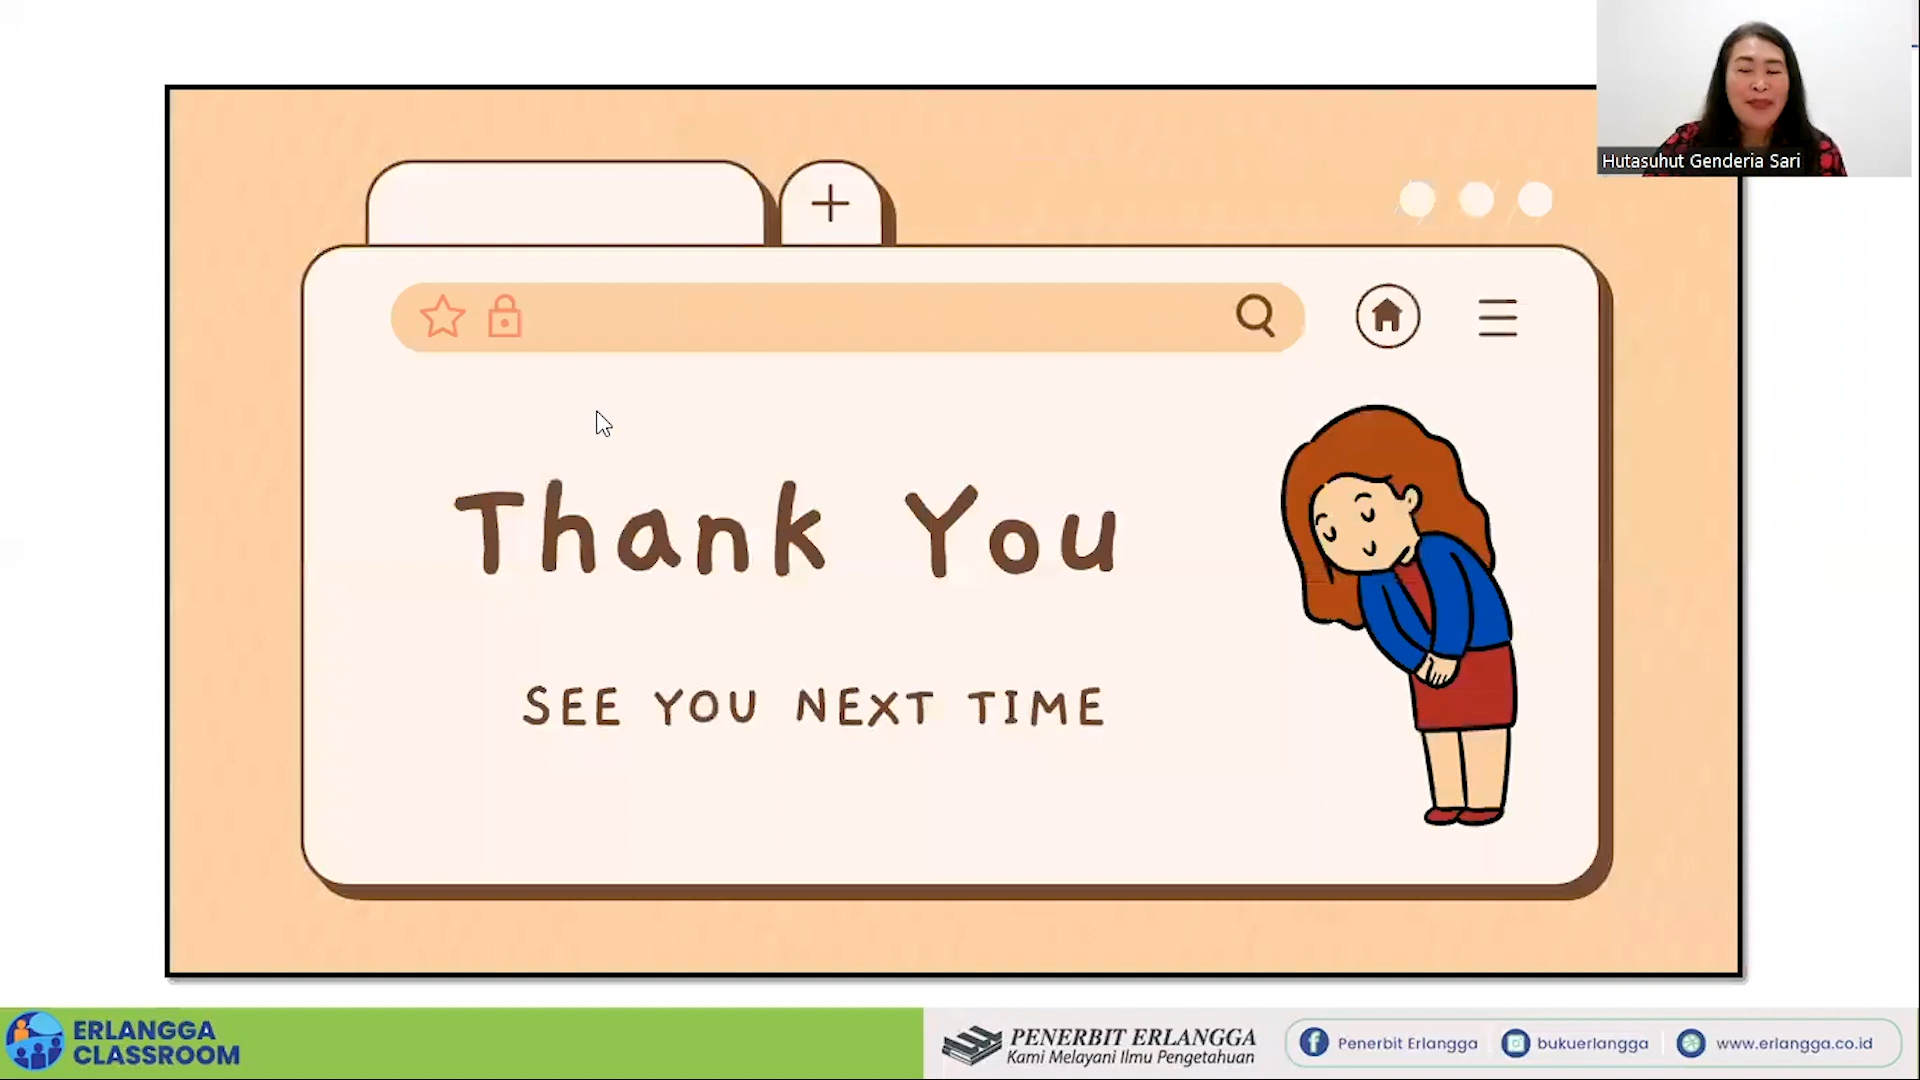 Hutasuhut Genderia Sari
Thank You
SEE YOU NEXT TIME
ERLANGGA
CLASSROOM
PENERBIT ERLANGGA
Kami Melayani Ilmu Pengetahuan
Penerbit Erlangga
bukuerlangga
www.erlangga.co.id